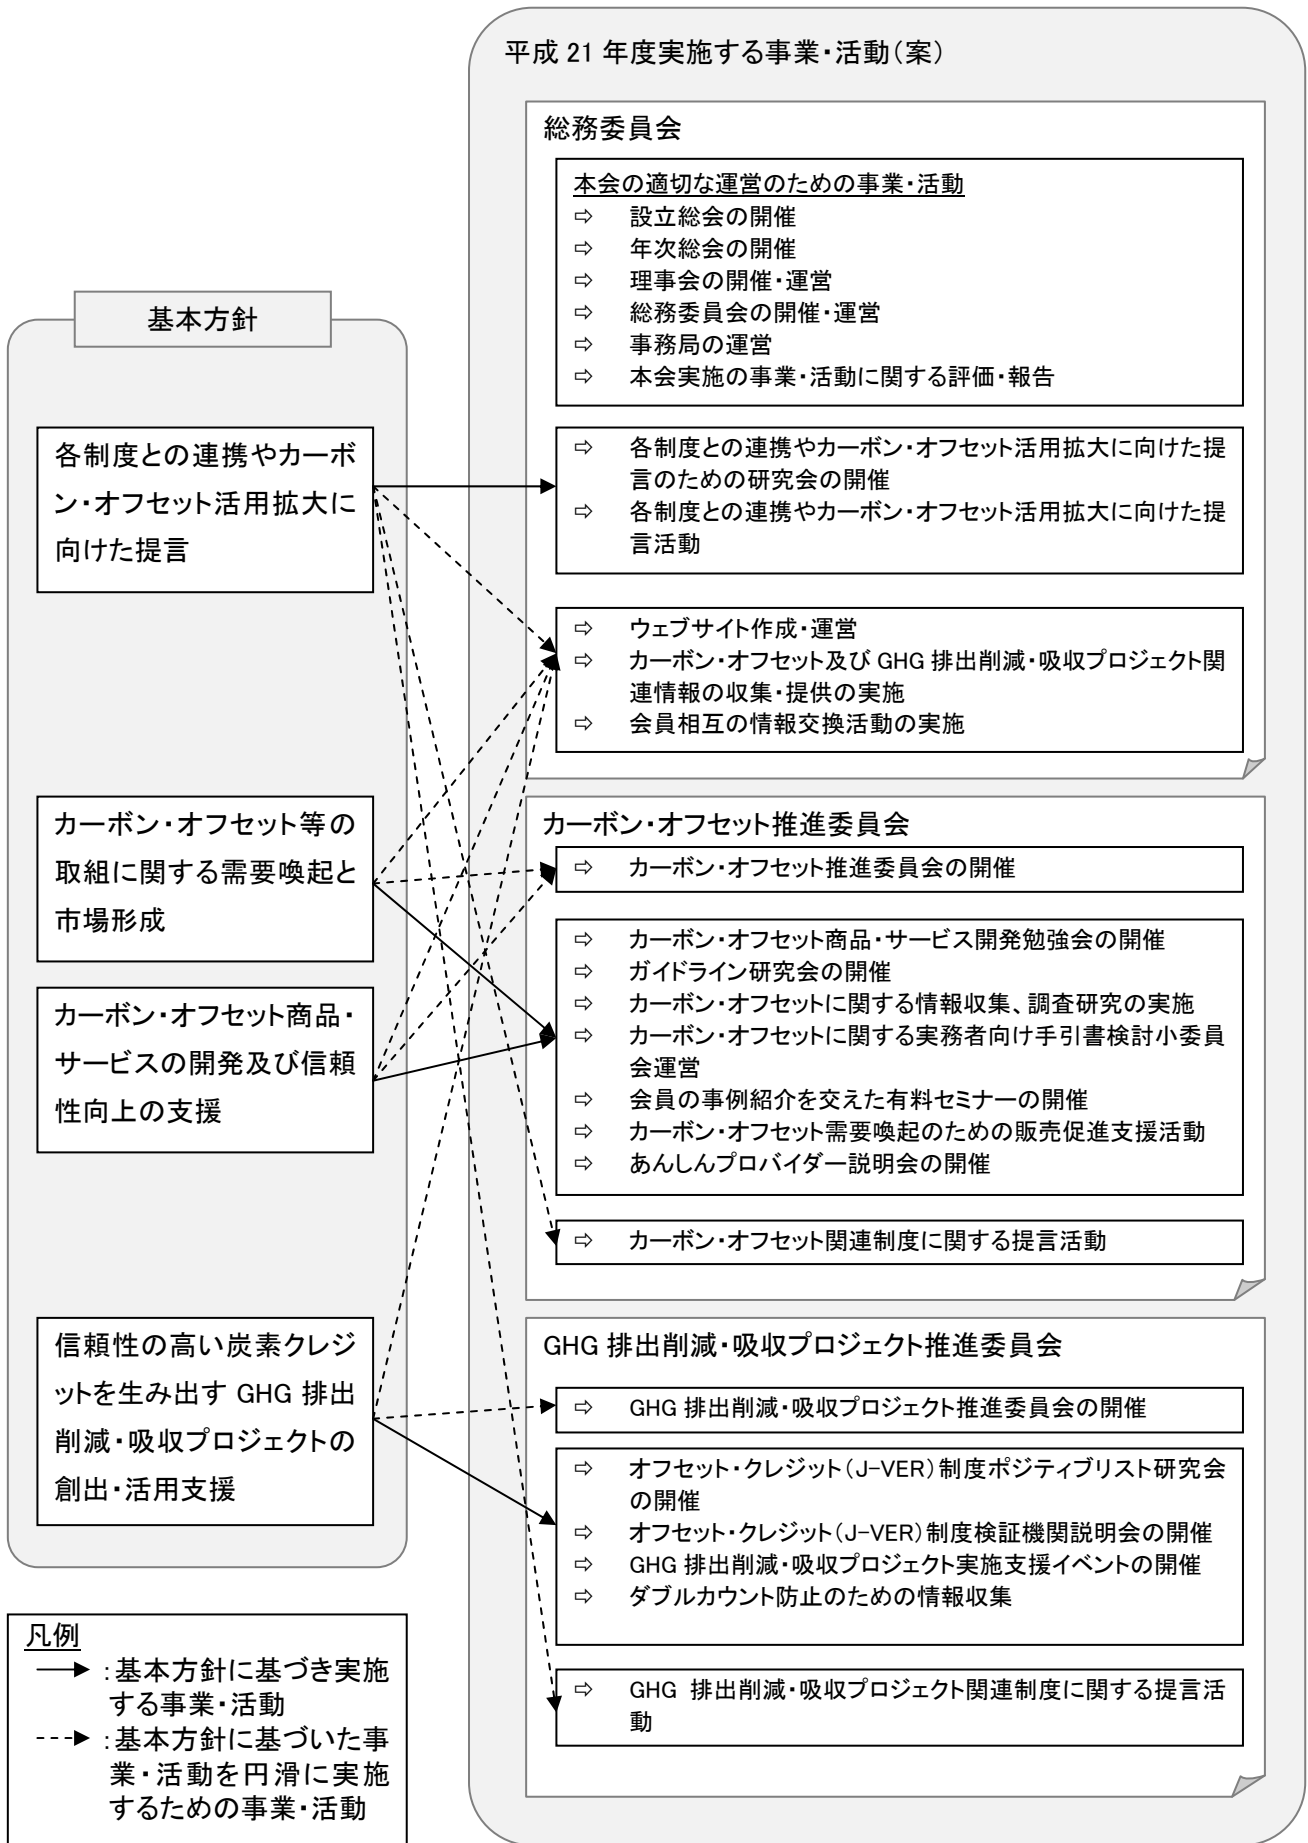 平成 21 年度実施する事業・活動（案）
総務委員会
本会の適切な運営のための事業・活動
⇨ 設立総会の開催
⇨ 年次総会の開催
⇨ 理事会の開催・運営
⇨ 総務委員会の開催・運営
⇨ 事務局の運営
⇨ 本会実施の事業・活動に関する評価・報告
⇨ 各制度との連携やカーボン・オフセット活用拡大に向けた提
言のための研究会の開催
⇨ 各制度との連携やカーボン・オフセット活用拡大に向けた提
言活動
⇨ ウェブサイト作成・運営
⇨ カーボン・オフセット及び GHG 排出削減・吸収プロジェクト関
連情報の収集・提供の実施
⇨ 会員相互の情報交換活動の実施
基本方針
各制度との連携やカーボ
ン・オフセット活用拡大に
向けた提言
カーボン・オフセット等の
取組に関する需要喚起と
市場形成
カーボン・オフセット商品・
サービスの開発及び信頼
性向上の支援
信頼性の高い炭素クレジ
ットを生み出す GHG 排出
削減・吸収プロジェクトの
創出・活用支援
カーボン・オフセット推進委員会
⇨ カーボン・オフセット推進委員会の開催
⇨ カーボン・オフセット商品・サービス開発勉強会の開催
⇨ ガイドライン研究会の開催
⇨ カーボン・オフセットに関する情報収集、調査研究の実施
⇨ カーボン・オフセットに関する実務者向け手引書検討小委員
会運営
⇨ 会員の事例紹介を交えた有料セミナーの開催
⇨ カーボン・オフセット需要喚起のための販売促進支援活動
⇨ あんしんプロバイダー説明会の開催
⇨ カーボン・オフセット関連制度に関する提言活動
GHG 排出削減・吸収プロジェクト推進委員会
⇨ GHG 排出削減・吸収プロジェクト推進委員会の開催
⇨ オフセット・クレジット（J-VER）制度ポジティブリスト研究会
の開催
⇨ オフセット・クレジット（J-VER）制度検証機関説明会の開催
⇨ GHG 排出削減・吸収プロジェクト実施支援イベントの開催
⇨ ダブルカウント防止のための情報収集
⇨ GHG 排出削減・吸収プロジェクト関連制度に関する提言活
動
凡例
：基本方針に基づき実施
する事業・活動
：基本方針に基づいた事
業・活動を円滑に実施
するための事業・活動